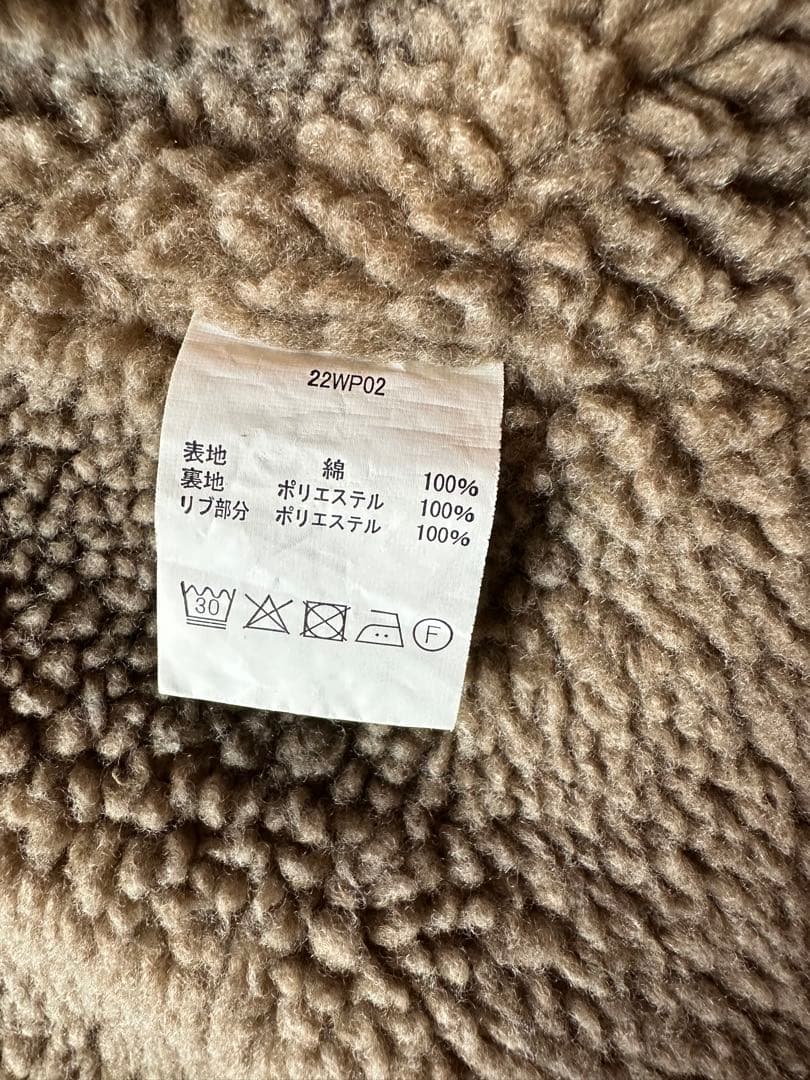 22WP02
表地 綿 100%
裏地 ポリエステル 100%
リブ部分 ポリエステル 100%
30 F